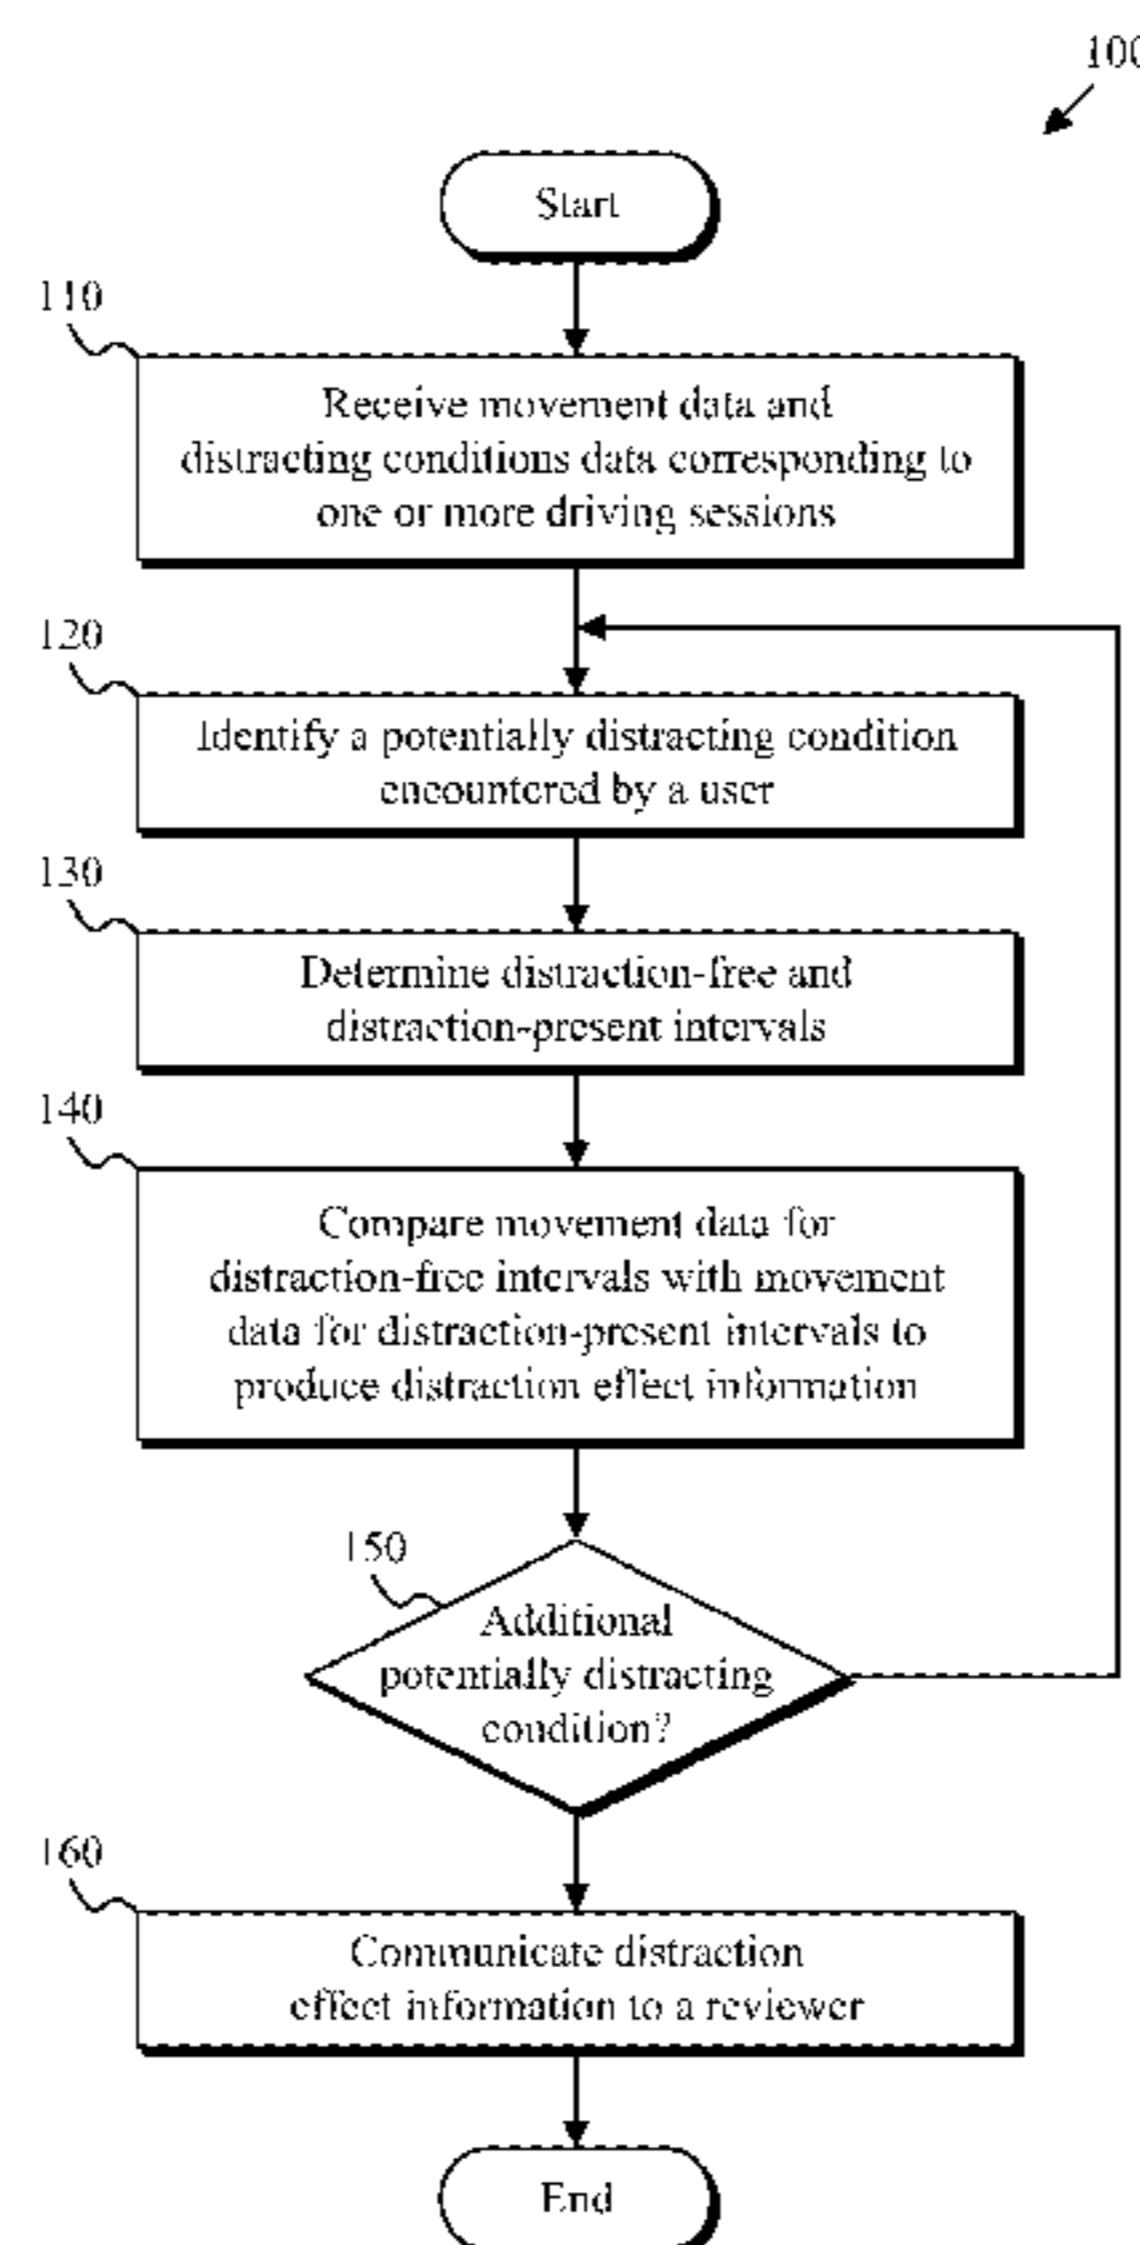 100
Start
110
Receive movement data and
distracting conditions data corresponding to
one or more driving sessions
120
Identify a potentially distracting condition
encountered by a user
130
Determine distraction-free and
distraction-present intervals
140
Compare movement data for
distraction-free intervals with movement
data for distraction-present intervals to
produce distraction effect information
150
Additional
potentially distracting
condition?
160
Communicate distraction
effect information to a reviewer
End